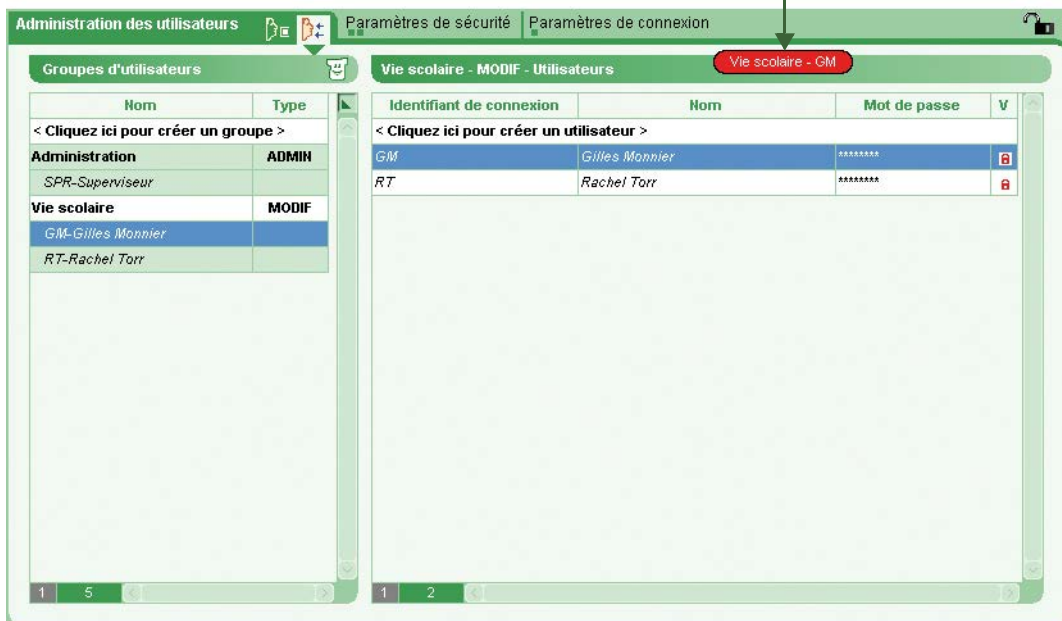 Administration des utilisateurs
Paramètres de sécurité
Paramètres de connexion
Groupes d'utilisateurs
Vie scolaire - MODIF - Utilisateurs
Vie scolaire - GM
Nom Type
< Cliquez ici pour créer un groupe >
Administration ADMIN
SPR-Superviseur
Vie scolaire MODIF
GM-Gilles Monnier
RT-Rachel Torr
1 5
Identifiant de connexion Nom Mot de passe V
< Cliquez ici pour créer un utilisateur >
GM Gilles Monnier ********
RT Rachel Torr ********
1 2